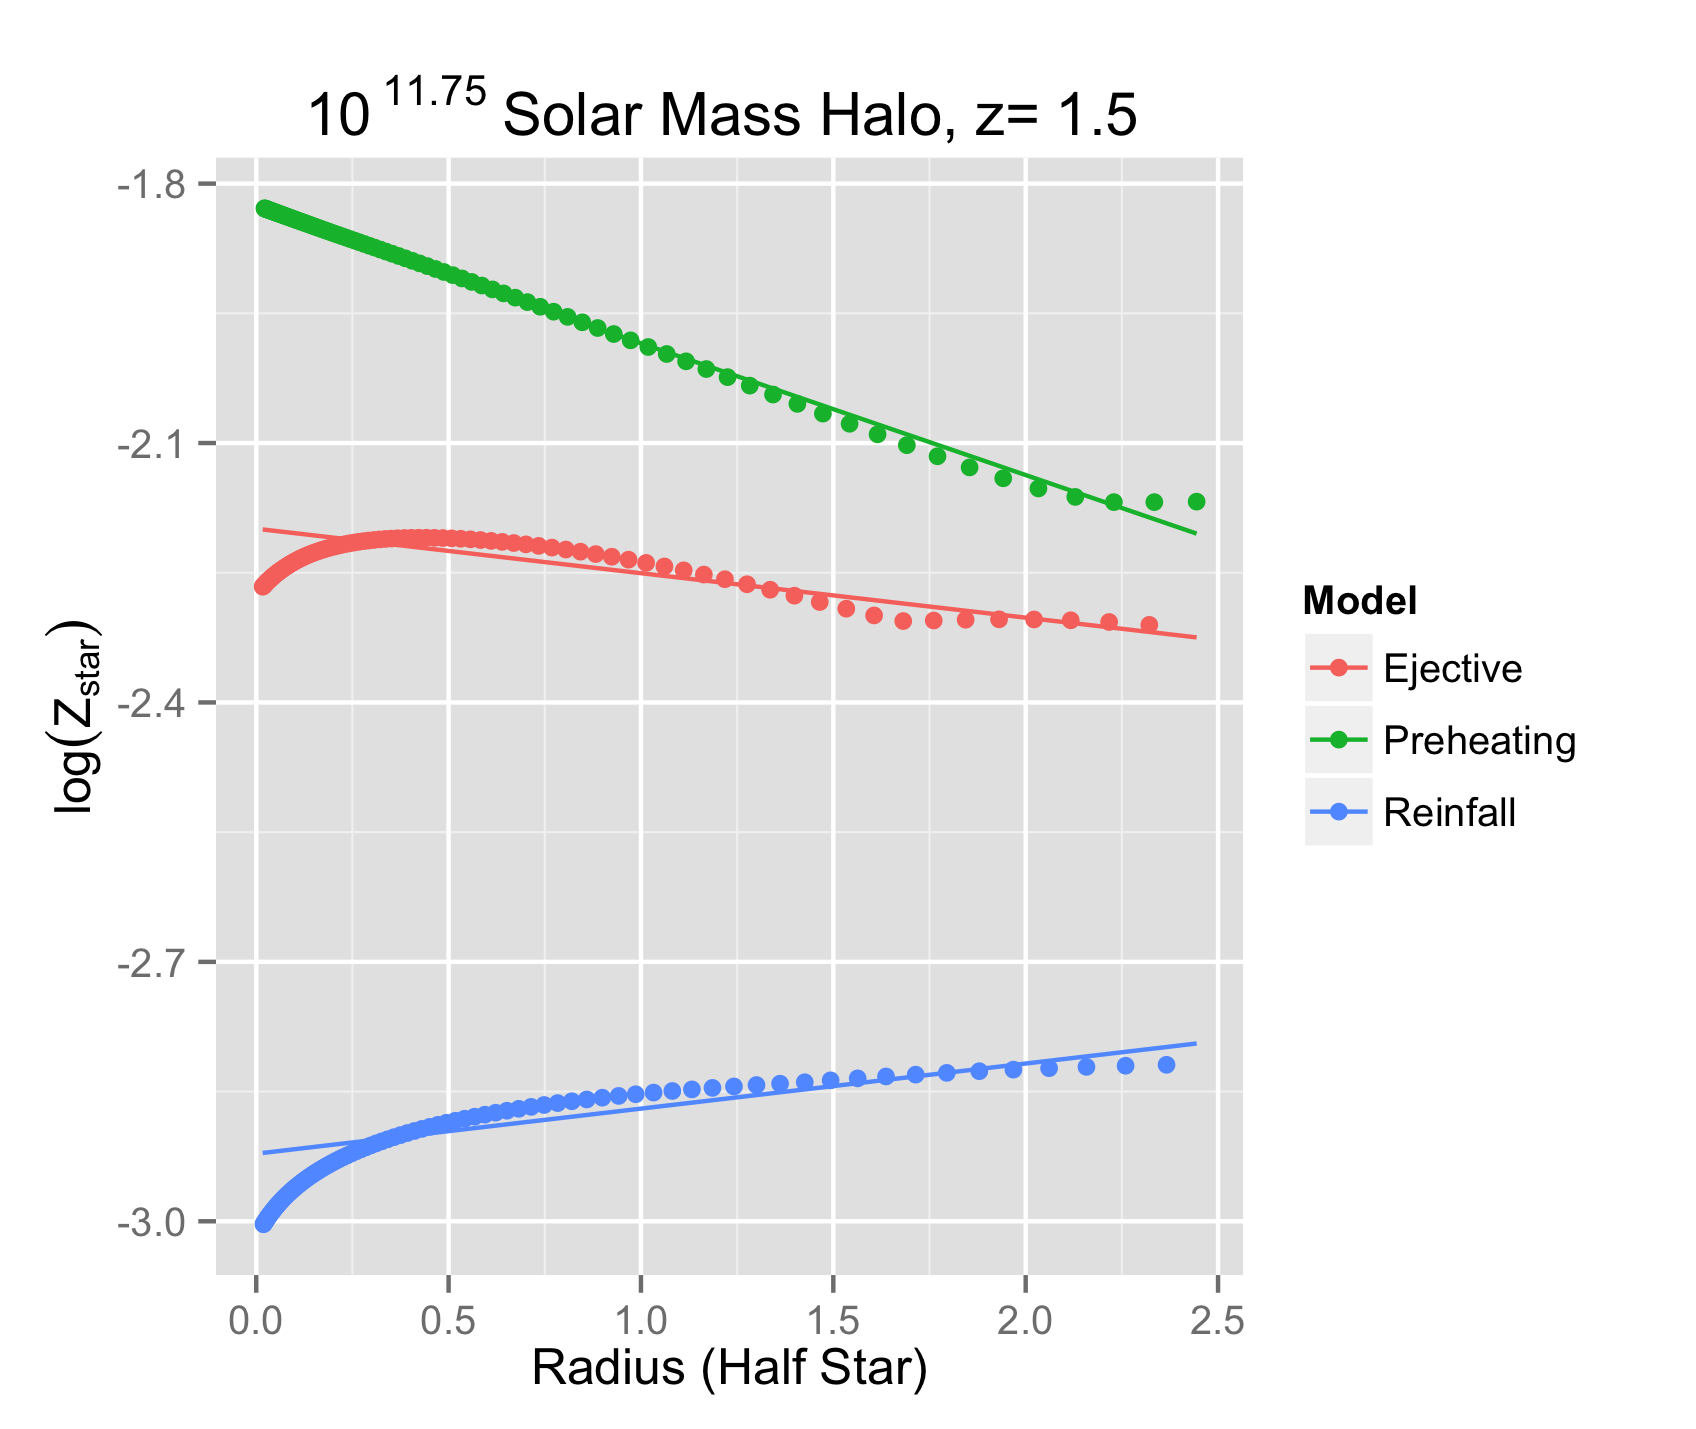 10 11.75 Solar Mass Halo, z= 1.5
-1.8
-2.1
-2.4
-2.7
-3.0
log(Zstar)
0.0 0.5 1.0 1.5 2.0 2.5
Radius (Half Star)
Model
Ejective
Preheating
Reinfall